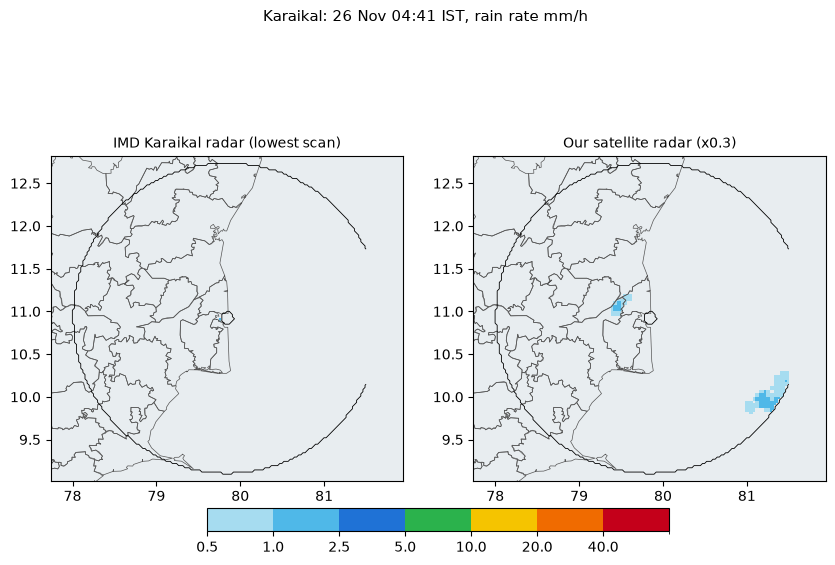 Karaikal: 26 Nov 04:41 IST, rain rate mm/h
IMD Karaikal radar (lowest scan)
Our satellite radar (x0.3)
12.5
12.0
11.5
11.0
10.5
10.0
9.5
78 79 80 81
12.5
12.0
11.5
11.0
10.5
10.0
9.5
78 79 80 81
0.5 1.0 2.5 5.0 10.0 20.0 40.0